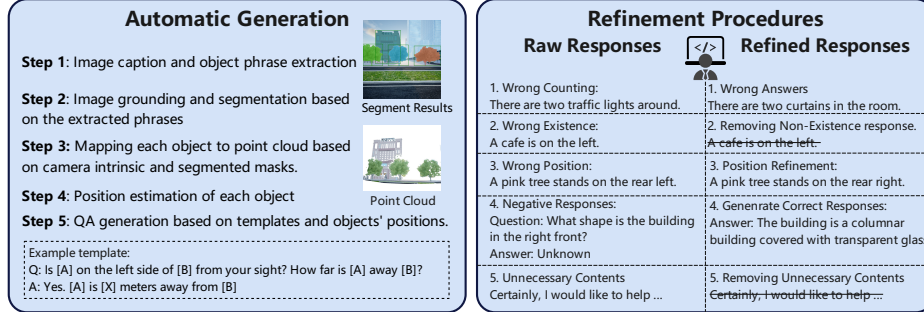 Automatic Generation
Step 1: Image caption and object phrase extraction
Step 2: Image grounding and segmentation based
on the extracted phrases
Segment Results
Step 3: Mapping each object to point cloud based
on camera intrinsic and segmented masks.
Step 4: Position estimation of each object
Point Cloud
Step 5: QA generation based on templates and objects' positions.
Example template:
Q: Is [A] on the left side of [B] from your sight? How far is [A] away [B]?
A: Yes. [A] is [X] meters away from [B]
Refinement Procedures
Raw Responses
</>
Refined Responses
1. Wrong Counting:
There are two traffic lights around.
1. Wrong Answers
There are two curtains in the room.
2. Wrong Existence:
A cafe is on the left.
2. Removing Non-Existence response.
A cafe is on the left.
3. Wrong Position:
A pink tree stands on the rear left.
3. Position Refinement:
A pink tree stands on the rear right.
4. Negative Responses:
Question: What shape is the building
in the right front?
Answer: Unknown
4. Genenrate Correct Responses:
Answer: The building is a columnar
building covered with transparent glas
5. Unnecessary Contents
Certainly, I would like to help ...
5. Removing Unnecessary Contents
Certainly, I would like to help ...